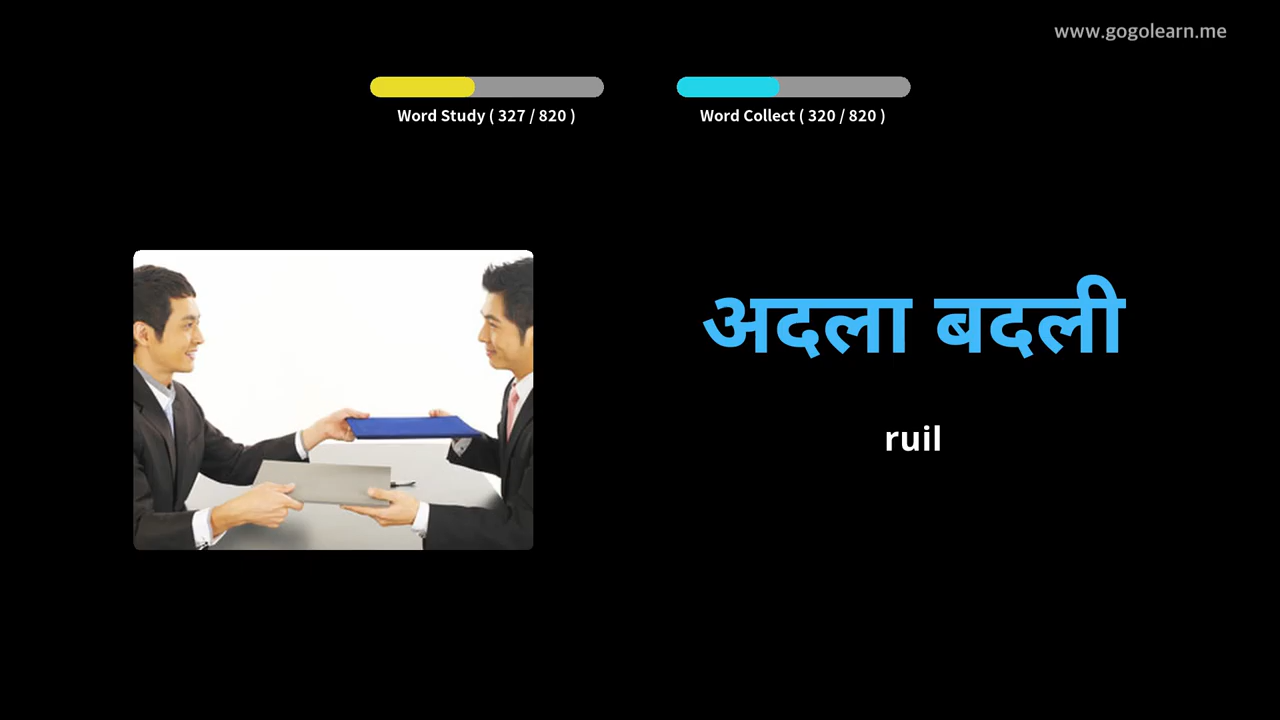 www.gogolearn.me
Word Study ( 327 / 820 )
Word Collect ( 320 / 820 )
अदला बदली
ruil